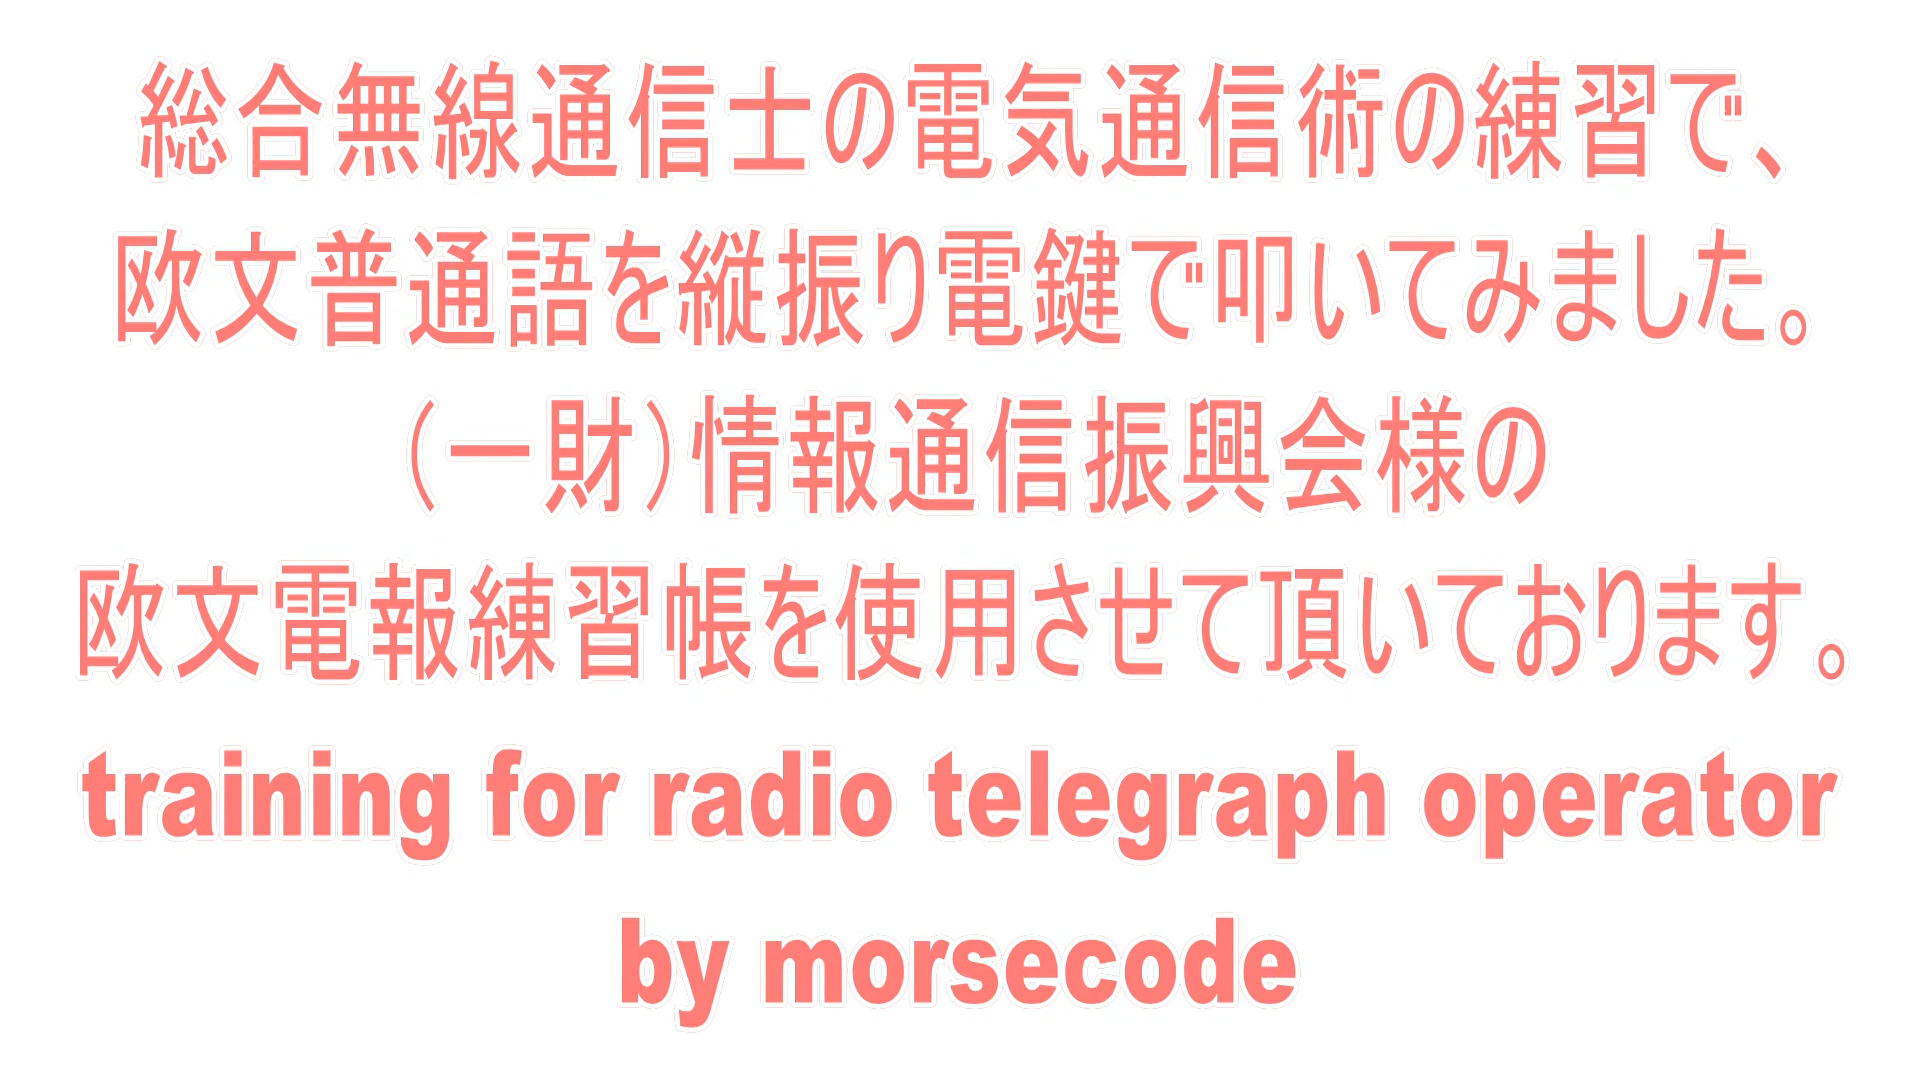 総合無線通信士の電気通信術の練習で、
欧文普通語を縦振り電鍵で叩いてみました。
（一財）情報通信振興会様の
欧文電報練習帳を使用させて頂いております。
training for radio telegraph operator
by morsecode